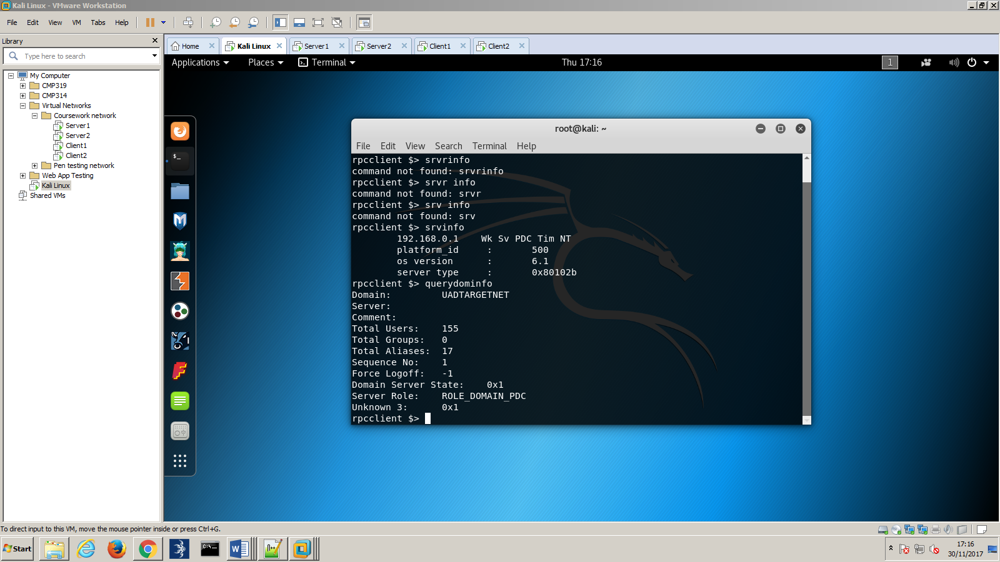 Kali Linux - VMware Workstation
File Edit View VM Tabs Help
Library
Type here to search
My Computer
CMP319
CMP314
Virtual Networks
Coursework network
Server1
Server2
Client1
Client2
Pen testing network
Web App Testing
Kali Linux
Shared VMs
Home Kali Linux Server1 Server2 Client1 Client2
Applications Places Terminal Thu 17:16 1
root@kali: ~
File Edit View Search Terminal Help
rpcclient $> srvrinfo
command not found: srvrinfo
rpcclient $> srvr info
command not found: srvr
rpcclient $> srv info
command not found: srv
rpcclient $> srvinfo
192.168.0.1 Wk Sv PDC Tim NT
platform_id : 500
os version : 6.1
server type : 0x80102b
rpcclient $> querydominfo
Domain: UADTARGETNET
Server:
Comment:
Total Users: 155
Total Groups: 0
Total Aliases: 17
Sequence No: 1
Force Logoff: -1
Domain Server State: 0x1
Server Role: ROLE_DOMAIN_PDC
Unknown 3: 0x1
rpcclient $>
To direct input to this VM, move the mouse pointer inside or press Ctrl+G.
Start
17:16
30/11/2017